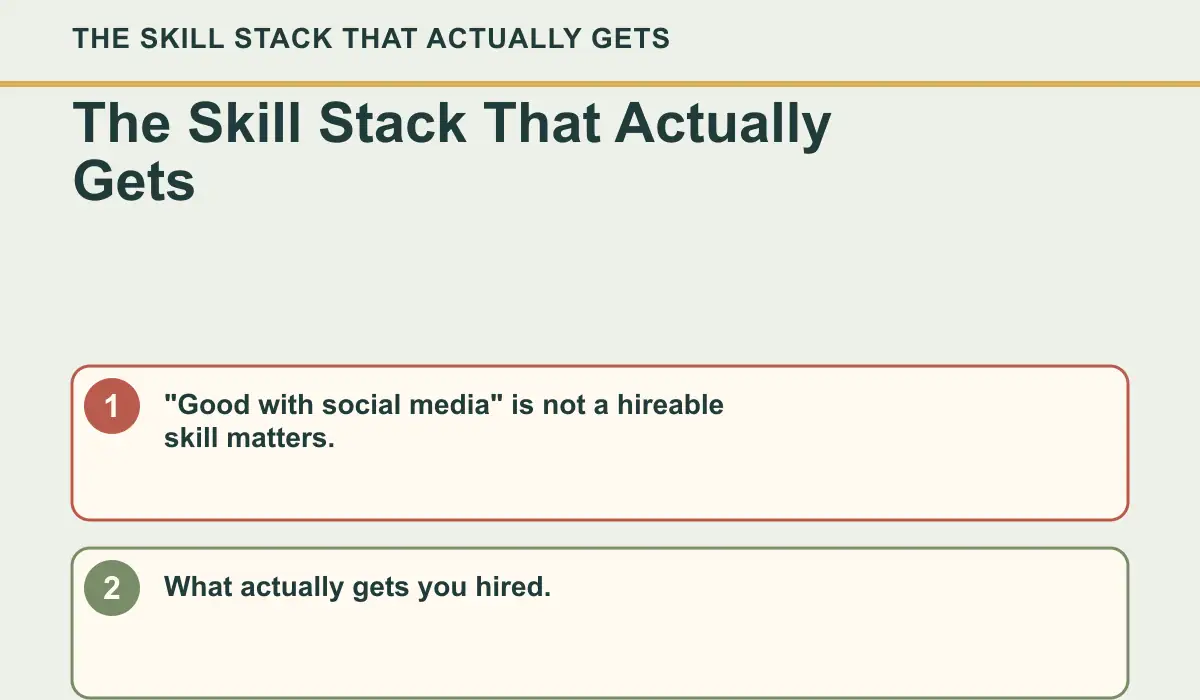 THE SKILL STACK THAT ACTUALLY GETS
The Skill Stack That Actually
Gets
1
"Good with social media" is not a hireable
skill matters.
2
What actually gets you hired.